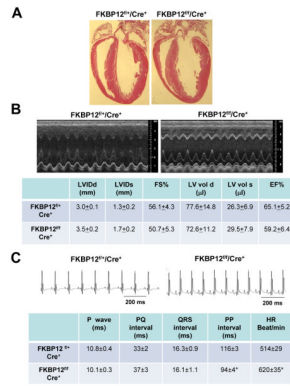 A
FKBP12f/+/Cre+ FKBP12f/f/Cre+
B
FKBP12f/+/Cre+ FKBP12f/f/Cre+
LVIDd (mm) LVIDs (mm) FS% LV vol d (µl) LV vol s (µl) EF%
FKBP12f/+ Cre+ 3.0±0.1 1.3±0.2 56.1±4.3 77.6±14.8 26.3±6.9 65.1±5.2
FKBP12f/f Cre+ 3.5±0.2 1.7±0.2 50.7±5.3 72.6±11.2 29.5±7.9 59.2±6.4
C
FKBP12f/+/Cre+ FKBP12f/f/Cre+
200 ms 200 ms
P wave (ms) PQ interval (ms) QRS interval (ms) PP interval (ms) HR Beat/min
FKBP12 f/+ Cre+ 10.8±0.4 33±2 16.3±0.9 116±3 514±29
FKBP12f/f Cre+ 10.1±0.3 37±3 16.1±1.1 94±4* 620±35*